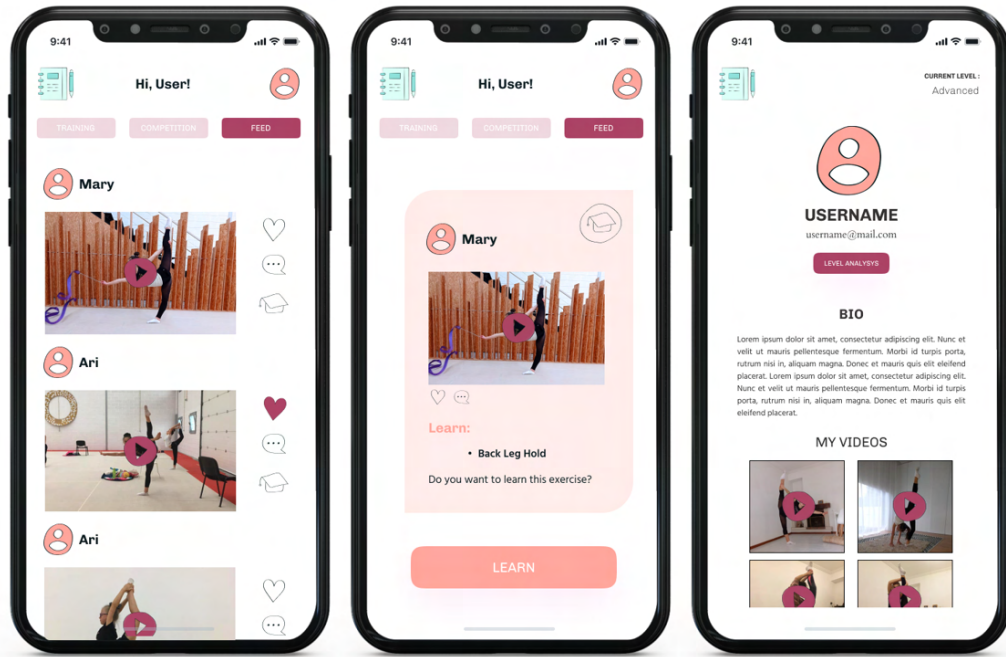 9:41
Hi, User!
TRAINING
COMPETITION
FEED
Mary
Ari
Ari
9:41
Hi, User!
TRAINING
COMPETITION
FEED
Mary
Learn:
• Back Leg Hold
Do you want to learn this exercise?
LEARN
9:41
CURRENT LEVEL :
Advanced
USERNAME
username@mail.com
LEVEL ANALYSYS
BIO
Lorem ipsum dolor sit amet, consectetur adipiscing elit. Nunc et
velit ut mauris pellentesque fermentum. Morbi id turpis porta,
rutrum nisi in, aliquam magna. Donec et mauris quis elit eleifend
placerat. Lorem ipsum dolor sit amet, consectetur adipiscing elit.
Nunc et velit ut mauris pellentesque fermentum. Morbi id turpis
porta, rutrum nisi in, aliquam magna. Donec et mauris quis elit
eleifend placerat.
MY VIDEOS